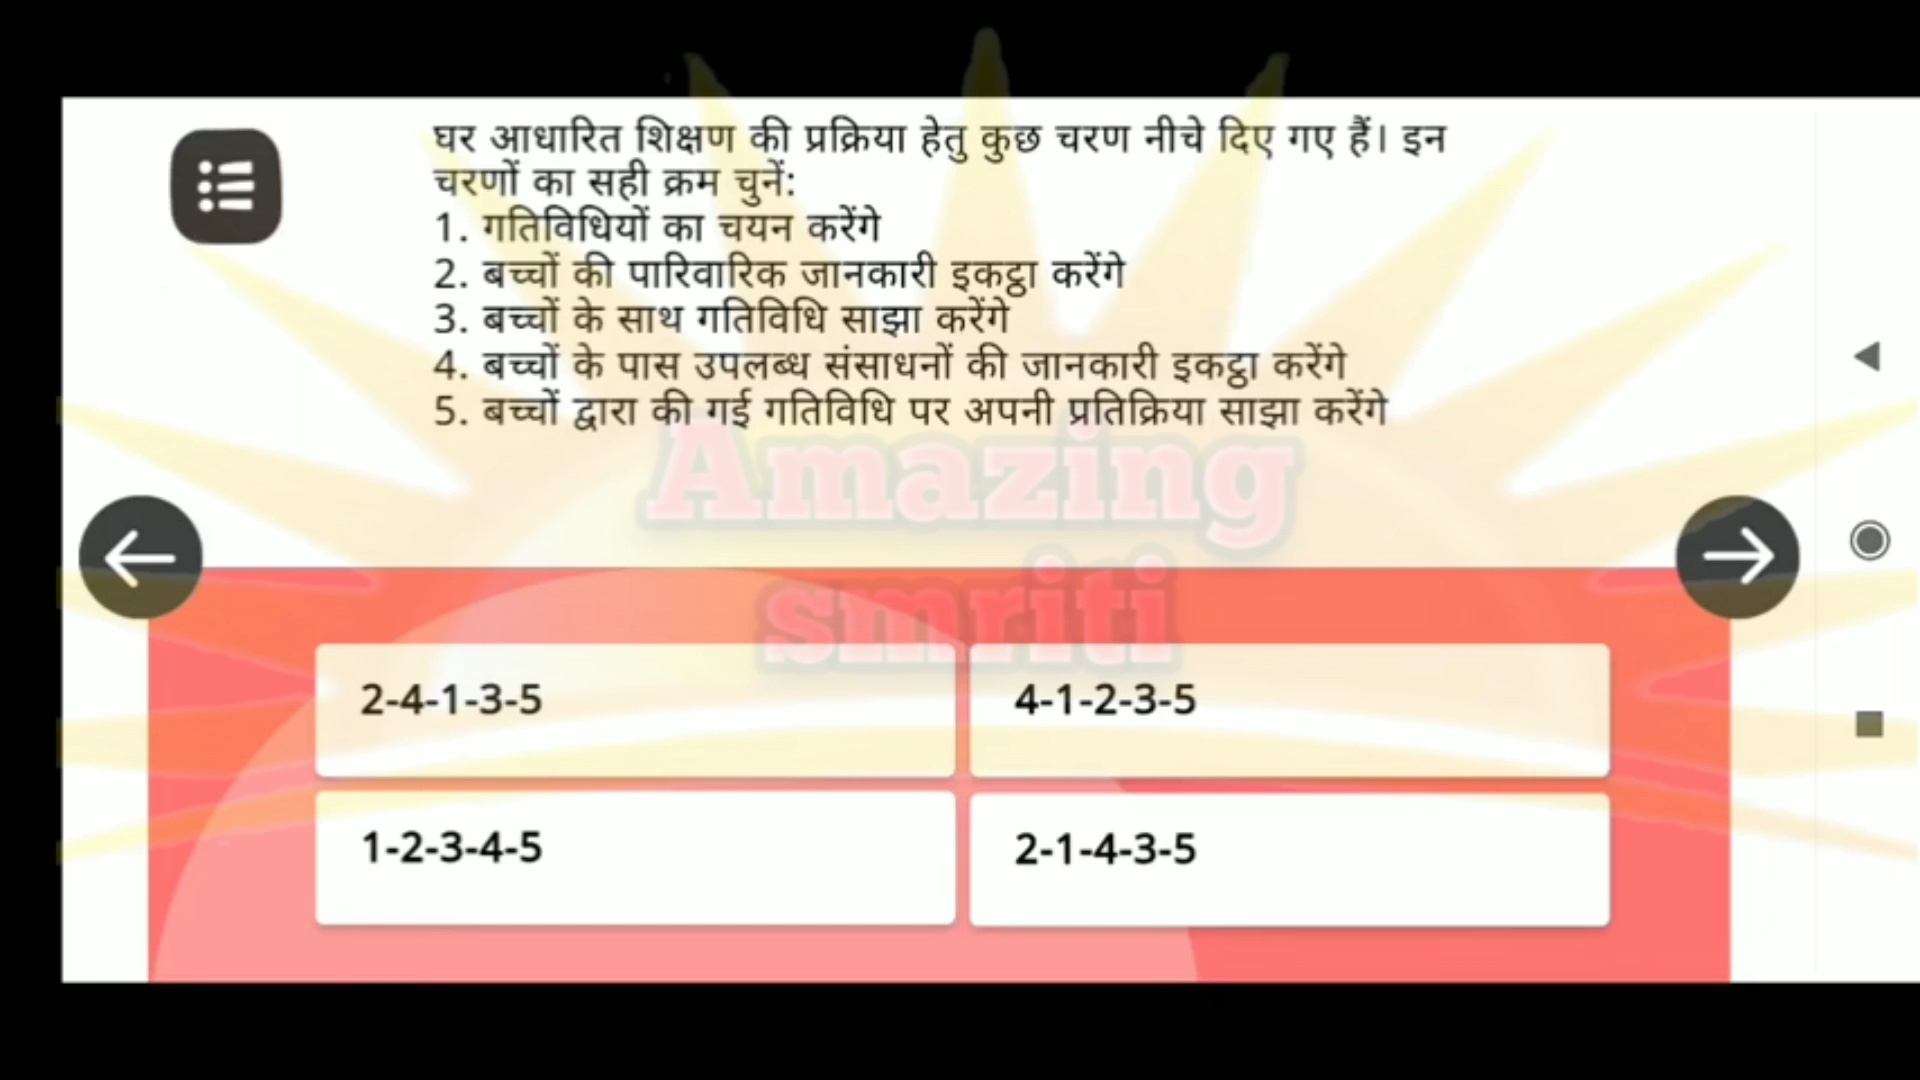 घर आधारित शिक्षण की प्रक्रिया हेतु कुछ चरण नीचे दिए गए हैं। इन
चरणों का सही क्रम चुनें:
1. गतिविधियों का चयन करेंगे
2. बच्चों की पारिवारिक जानकारी इकट्ठा करेंगे
3. बच्चों के साथ गतिविधि साझा करेंगे
4. बच्चों के पास उपलब्ध संसाधनों की जानकारी इकट्ठा करेंगे
5. बच्चों द्वारा की गई गतिविधि पर अपनी प्रतिक्रिया साझा करेंगे
Amazing
smriti
2-4-1-3-5
4-1-2-3-5
1-2-3-4-5
2-1-4-3-5